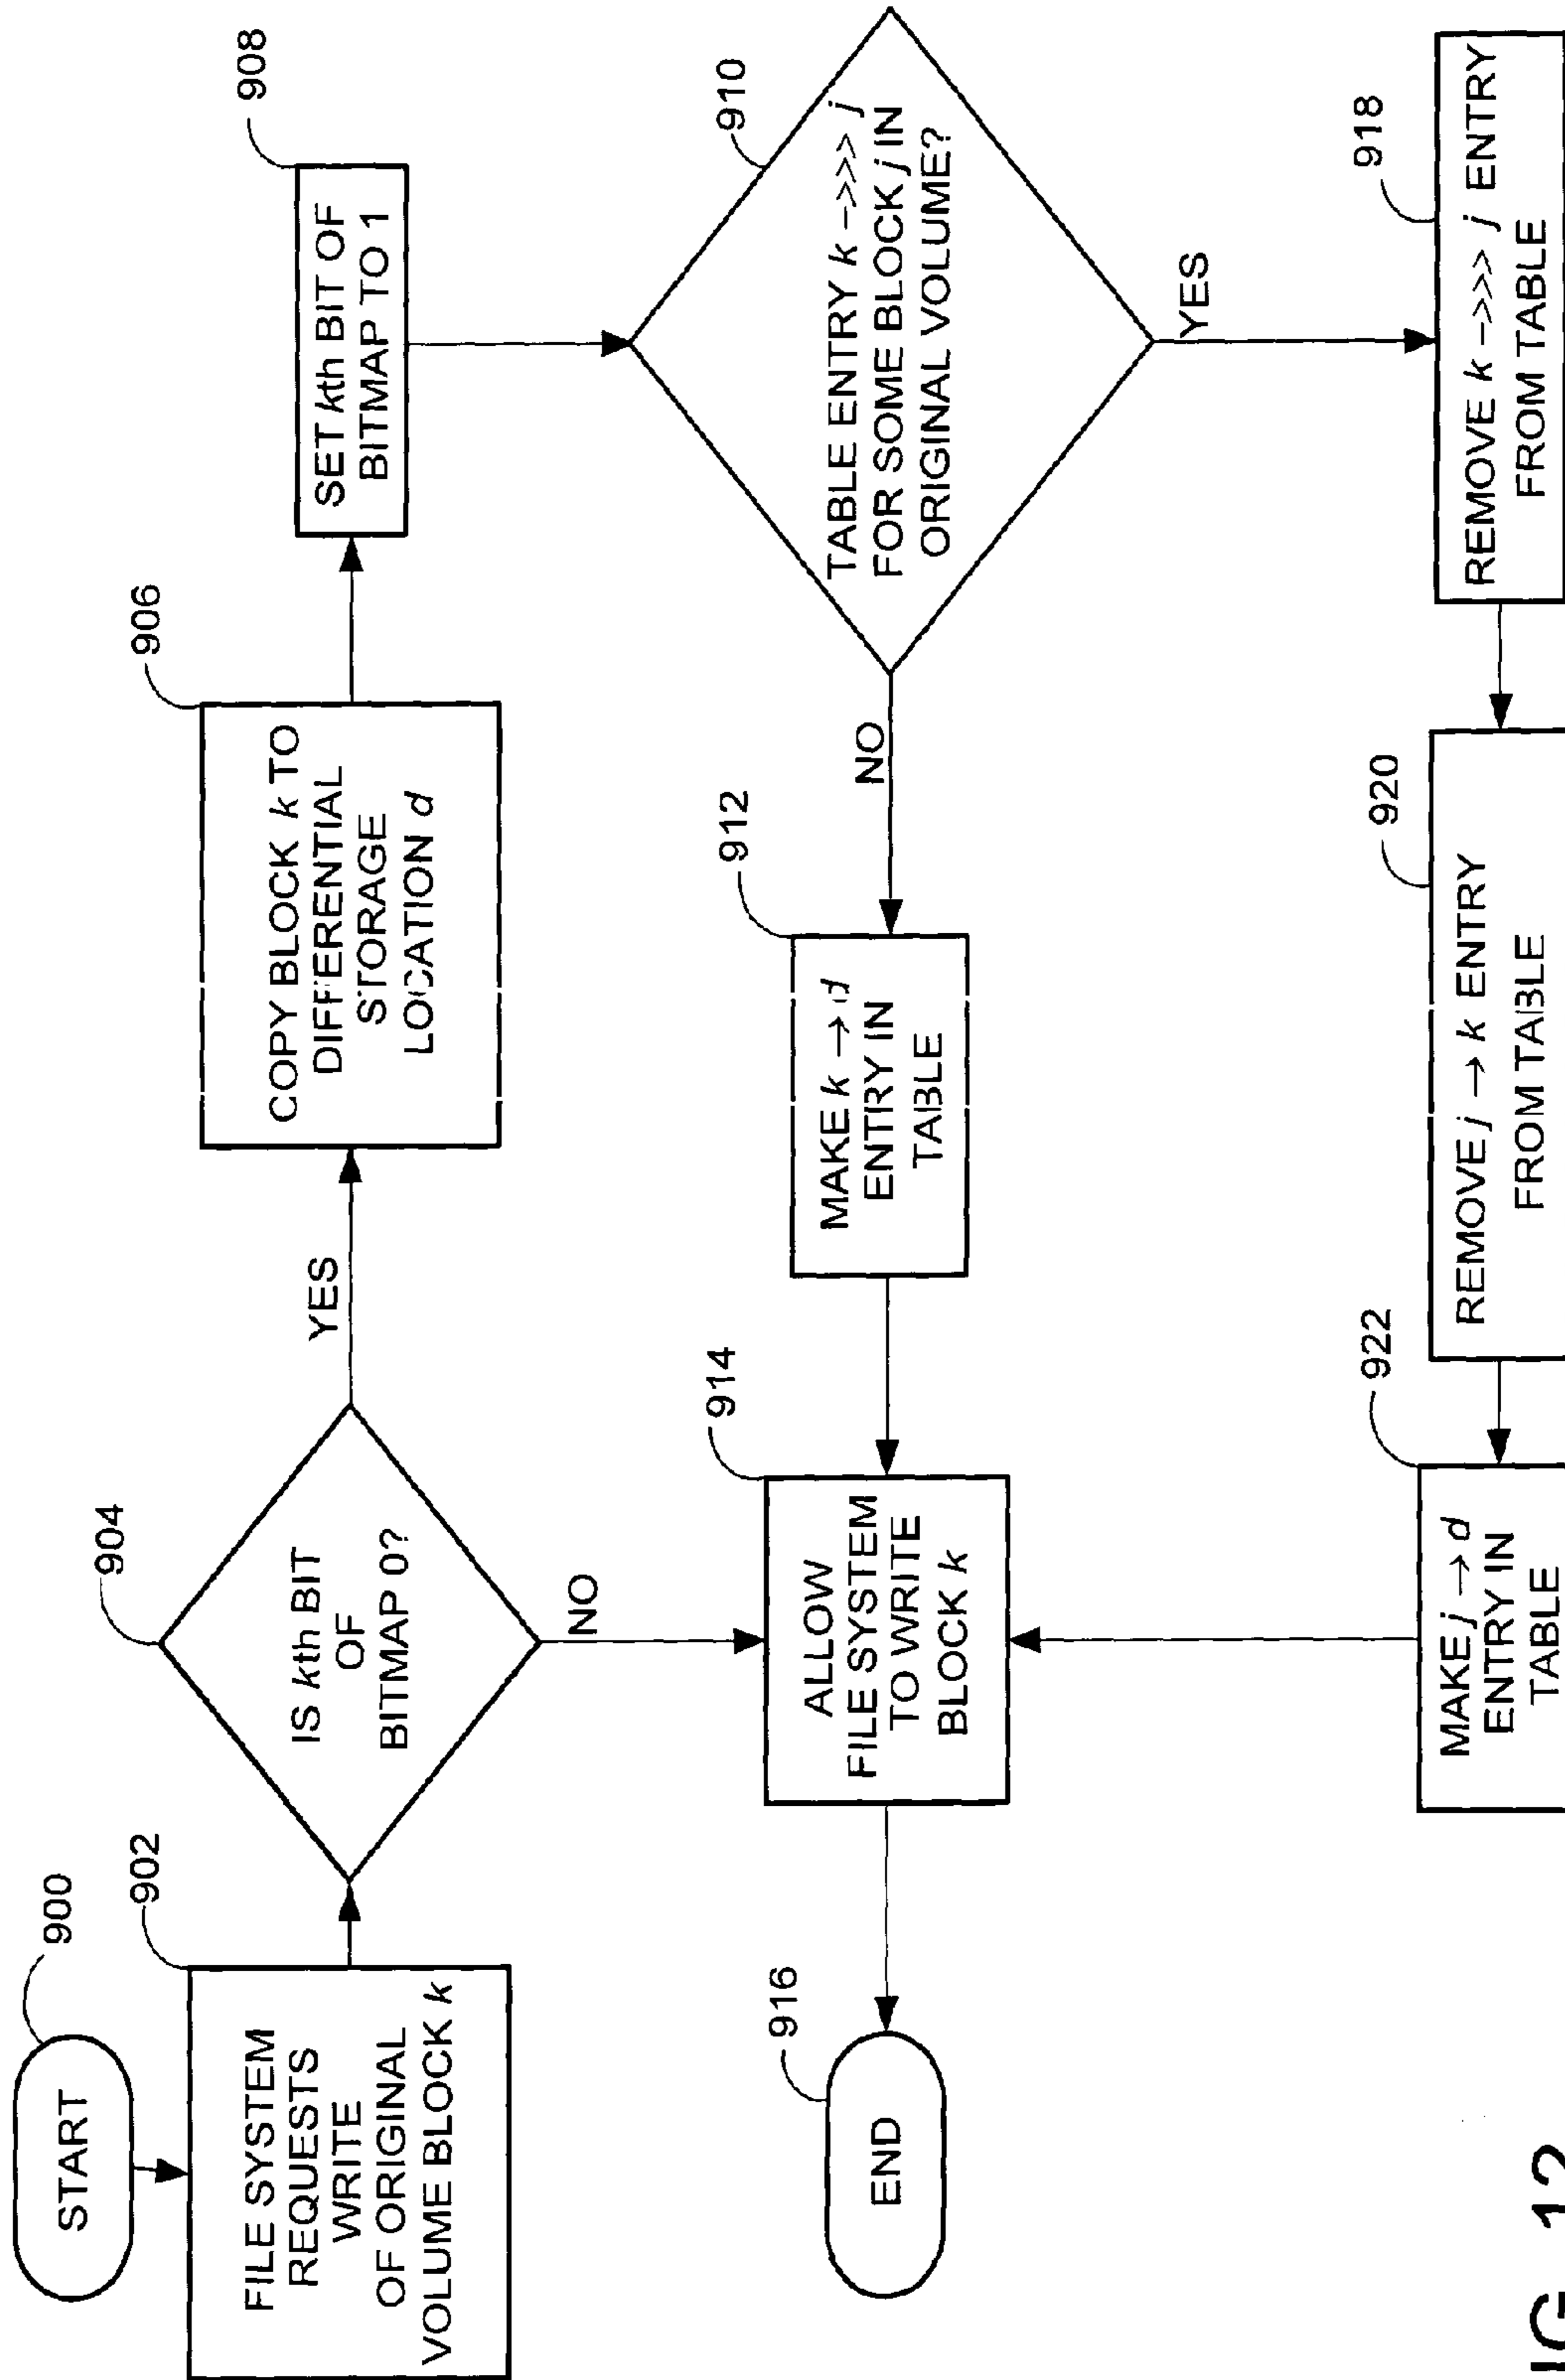 START
900
FILE SYSTEM
REQUESTS
WRITE
OF ORIGINAL
VOLUME BLOCK k
902
IS kth BIT
OF
BITMAP 0?
904
YES
NO
COPY BLOCK k TO
DIFFERENTIAL
STORAGE
LOCATION d
906
SET kth BIT OF
BITMAP TO 1
908
TABLE ENTRY k ->>>> j
FOR SOME BLOCK j IN
ORIGINAL VOLUME?
910
NO
YES
MAKE k → d
ENTRY IN
TABLE
912
ALLOW
FILE SYSTEM
TO WRITE
BLOCK k
914
END
916
REMOVE k ->>>> j ENTRY
FROM TABLE
918
REMOVE j → k ENTRY
FROM TABLE
920
MAKE j → d
ENTRY IN
TABLE
922
IG 12